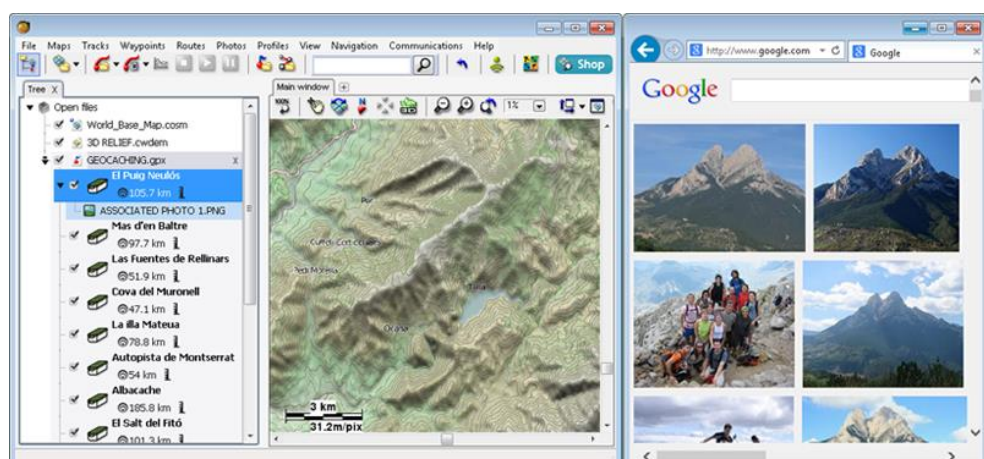 File Maps Tracks Waypoints Routes Photos Profiles View Navigation Communications Help
Shop
Tree X
Open files
World_Base_Map.cosm
3D RELIEF.cwdem
GEOCACHING.gpx x
El Puig Neulós
105.7 km
ASSOCIATED PHOTO 1.PNG
Mas d'en Baltre
97.7 km
Las Fuentes de Rellinars
51.9 km
Cova del Muronell
47.1 km
La illa Mateua
78.8 km
Autopista de Montserrat
54 km
Albacache
185.8 km
El Salt del Fitó
101.3 km
Main window
100%
1%
Ocaña
3 km
31.2m/pix
http://www.google.com
Google
Google